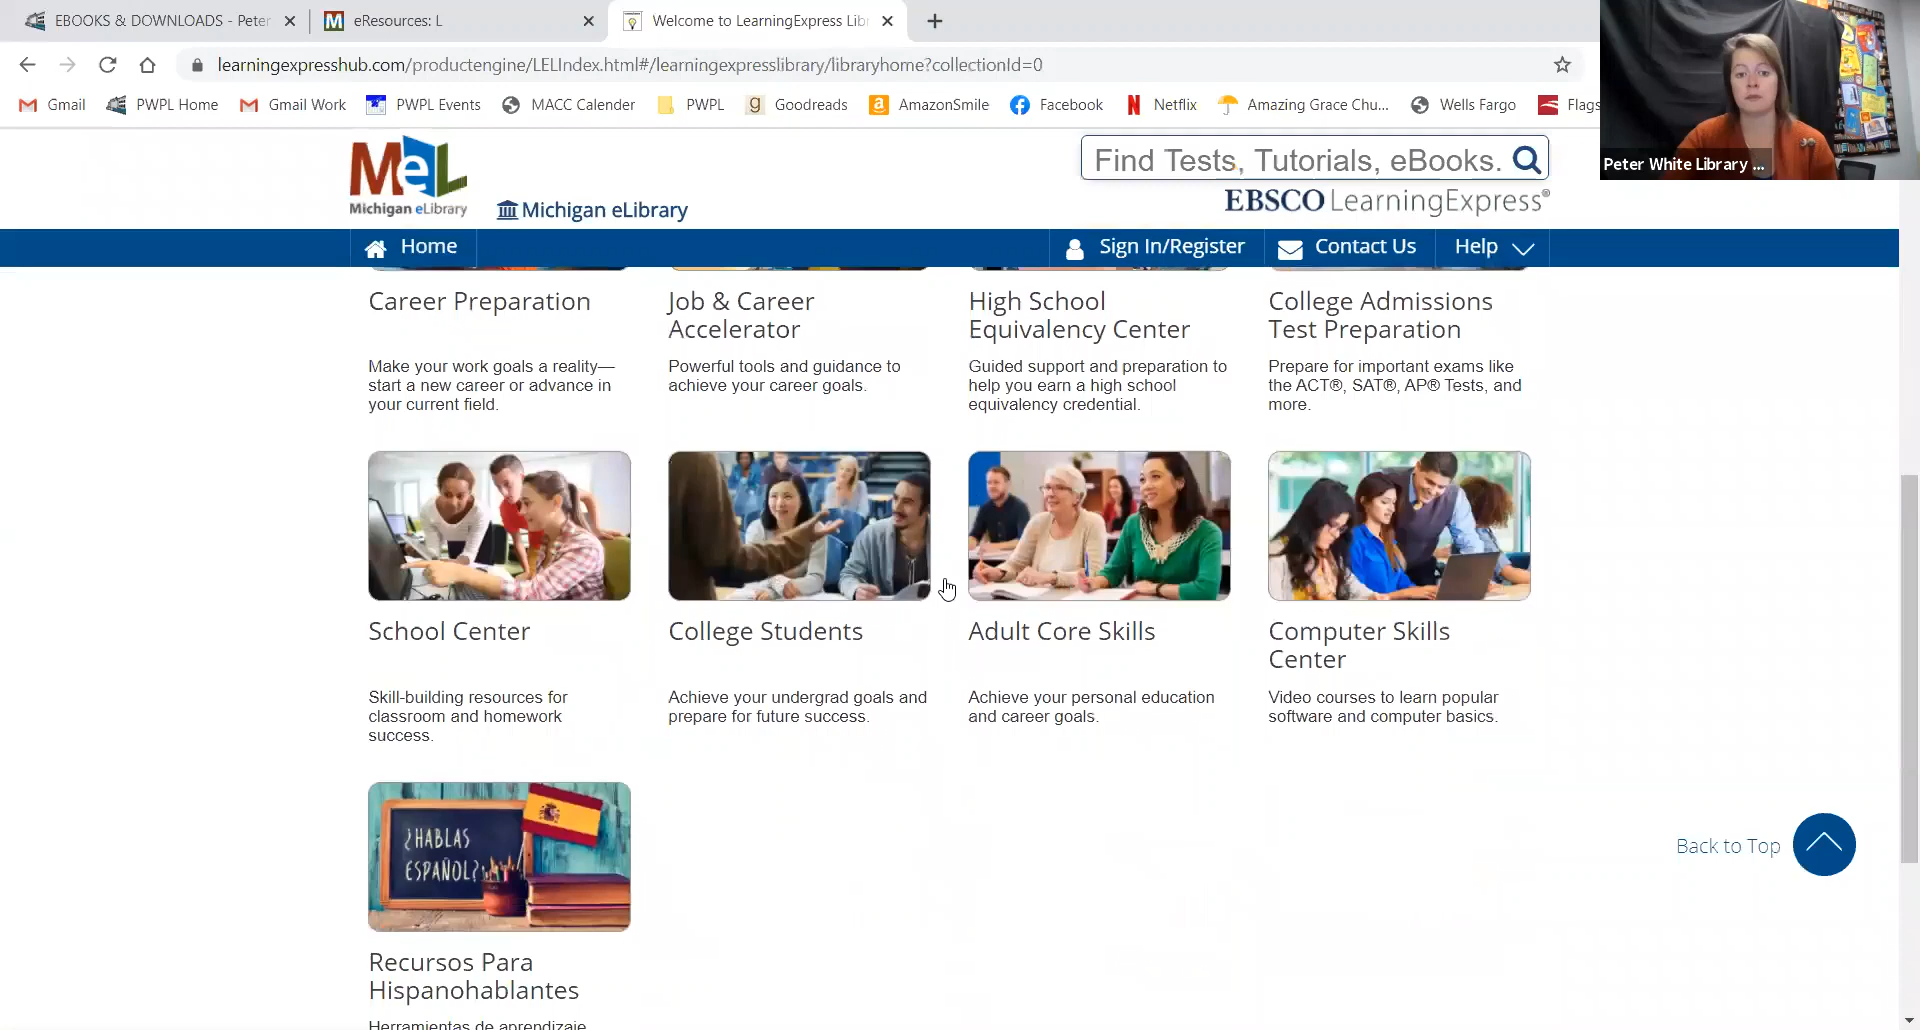 EBOOKS & DOWNLOADS - Peter
eResources: L
Welcome to LearningExpress Lib
learningexpresshub.com/productengine/LELIndex.html#/learningexpresslibrary/libraryhome?collectionId=0
Gmail
PWPL Home
Gmail Work
PWPL Events
MACC Calender
PWPL
Goodreads
AmazonSmile
Facebook
Netflix
Amazing Grace Chu...
Wells Fargo
Flags
Peter White Library ...
MeL
Michigan eLibrary
Michigan eLibrary
Find Tests, Tutorials, eBooks.
EBSCO LearningExpress®
Home
Sign In/Register
Contact Us
Help
Career Preparation
Make your work goals a reality—
start a new career or advance in
your current field.
Job & Career
Accelerator
Powerful tools and guidance to
achieve your career goals.
High School
Equivalency Center
Guided support and preparation to
help you earn a high school
equivalency credential.
College Admissions
Test Preparation
Prepare for important exams like
the ACT®, SAT®, AP® Tests, and
more.
School Center
Skill-building resources for
classroom and homework
success.
College Students
Achieve your undergrad goals and
prepare for future success.
Adult Core Skills
Achieve your personal education
and career goals.
Computer Skills
Center
Video courses to learn popular
software and computer basics.
¿HABLAS
ESPAÑOL?
Recursos Para
Hispanohablantes
Herramientas de aprendizaje
Back to Top